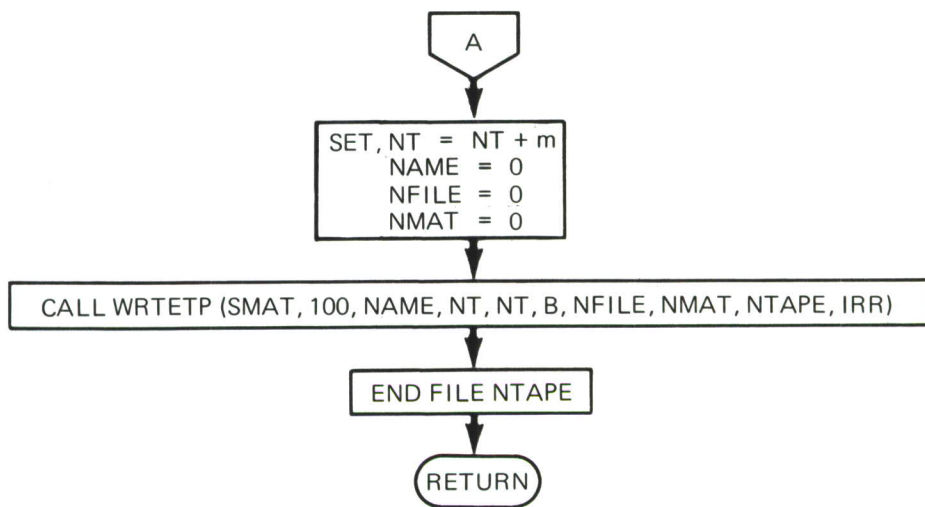 A
SET, NT = NT + m
NAME = 0
NFILE = 0
NMAT = 0
CALL WRTETP (SMAT, 100, NAME, NT, NT, B, NFILE, NMAT, NTAPE, IRR)
END FILE NTAPE
RETURN